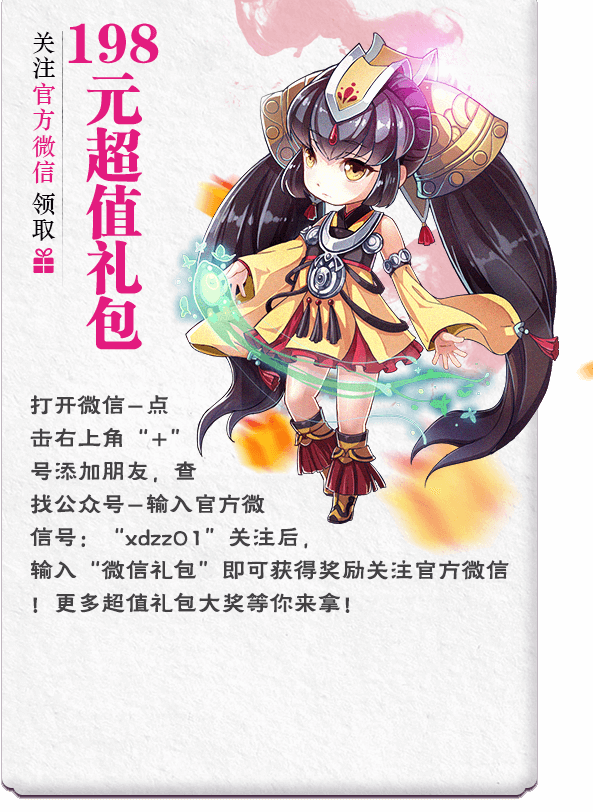 198
元超值礼包
关注官方微信 领取
打开微信–点
击右上角“+”
号添加朋友，查
找公众号–输入官方微
信号：“xdzz01”关注后，
输入“微信礼包”即可获得奖励关注官方微信
！更多超值礼包大奖等你来拿！